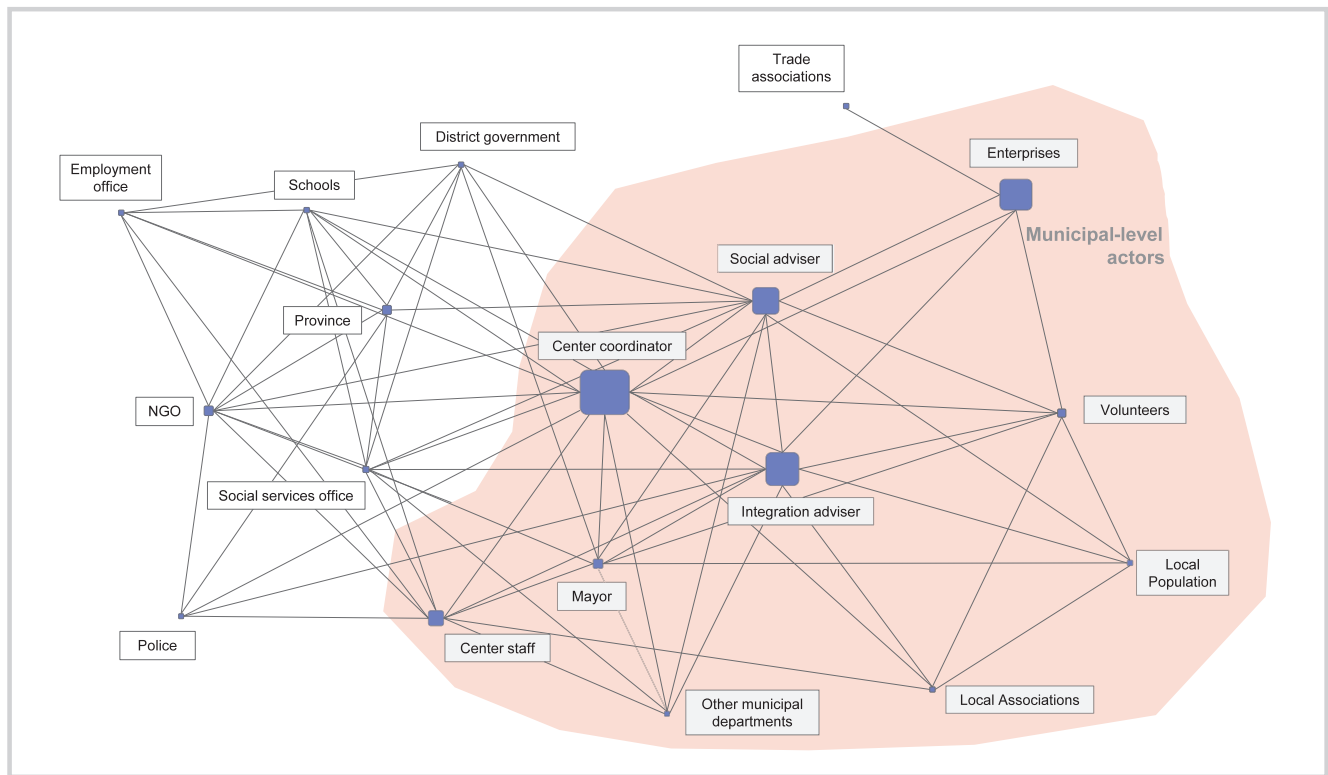 Trade
associations
District government
Enterprises
Employment
office
Schools
Municipal-level
actors
Social adviser
Province
Center coordinator
NGO
Volunteers
Social services office
Integration adviser
Local
Population
Mayor
Police
Center staff
Local Associations
Other municipal
departments